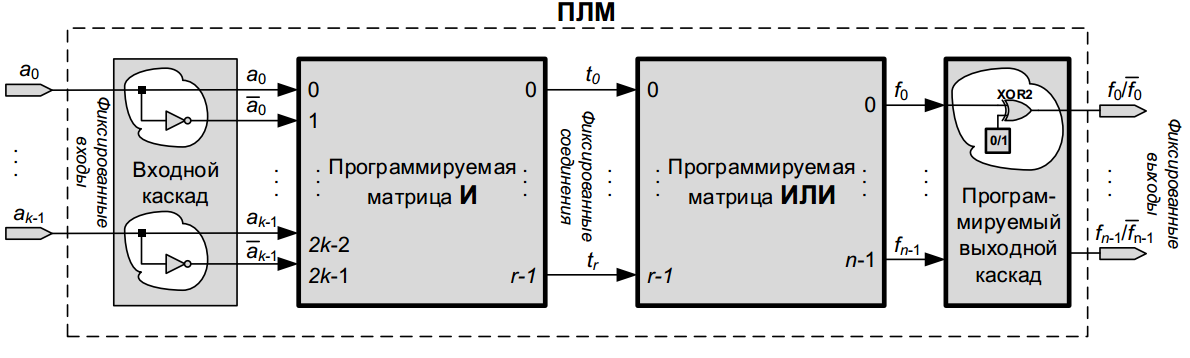 ПЛМ
a0
Фиксированные
входы
. . .
ak-1
a0
a̅0
Входной
каскад
. . .
ak-1
a̅k-1
0
1
0
Программируемая
матрица И
. . .
. . .
2k-2
2k-1
r-1
t0
Фиксированные
соединения
. . .
tr
0
0
Программируемая
матрица ИЛИ
. . .
. . .
r-1
n-1
f0
. . .
fn-1
XOR2
0/1
Програм-
мируемый
выходной
каскад
f0/f̅0
. . .
Фиксированные
выходы
fn-1/f̅n-1